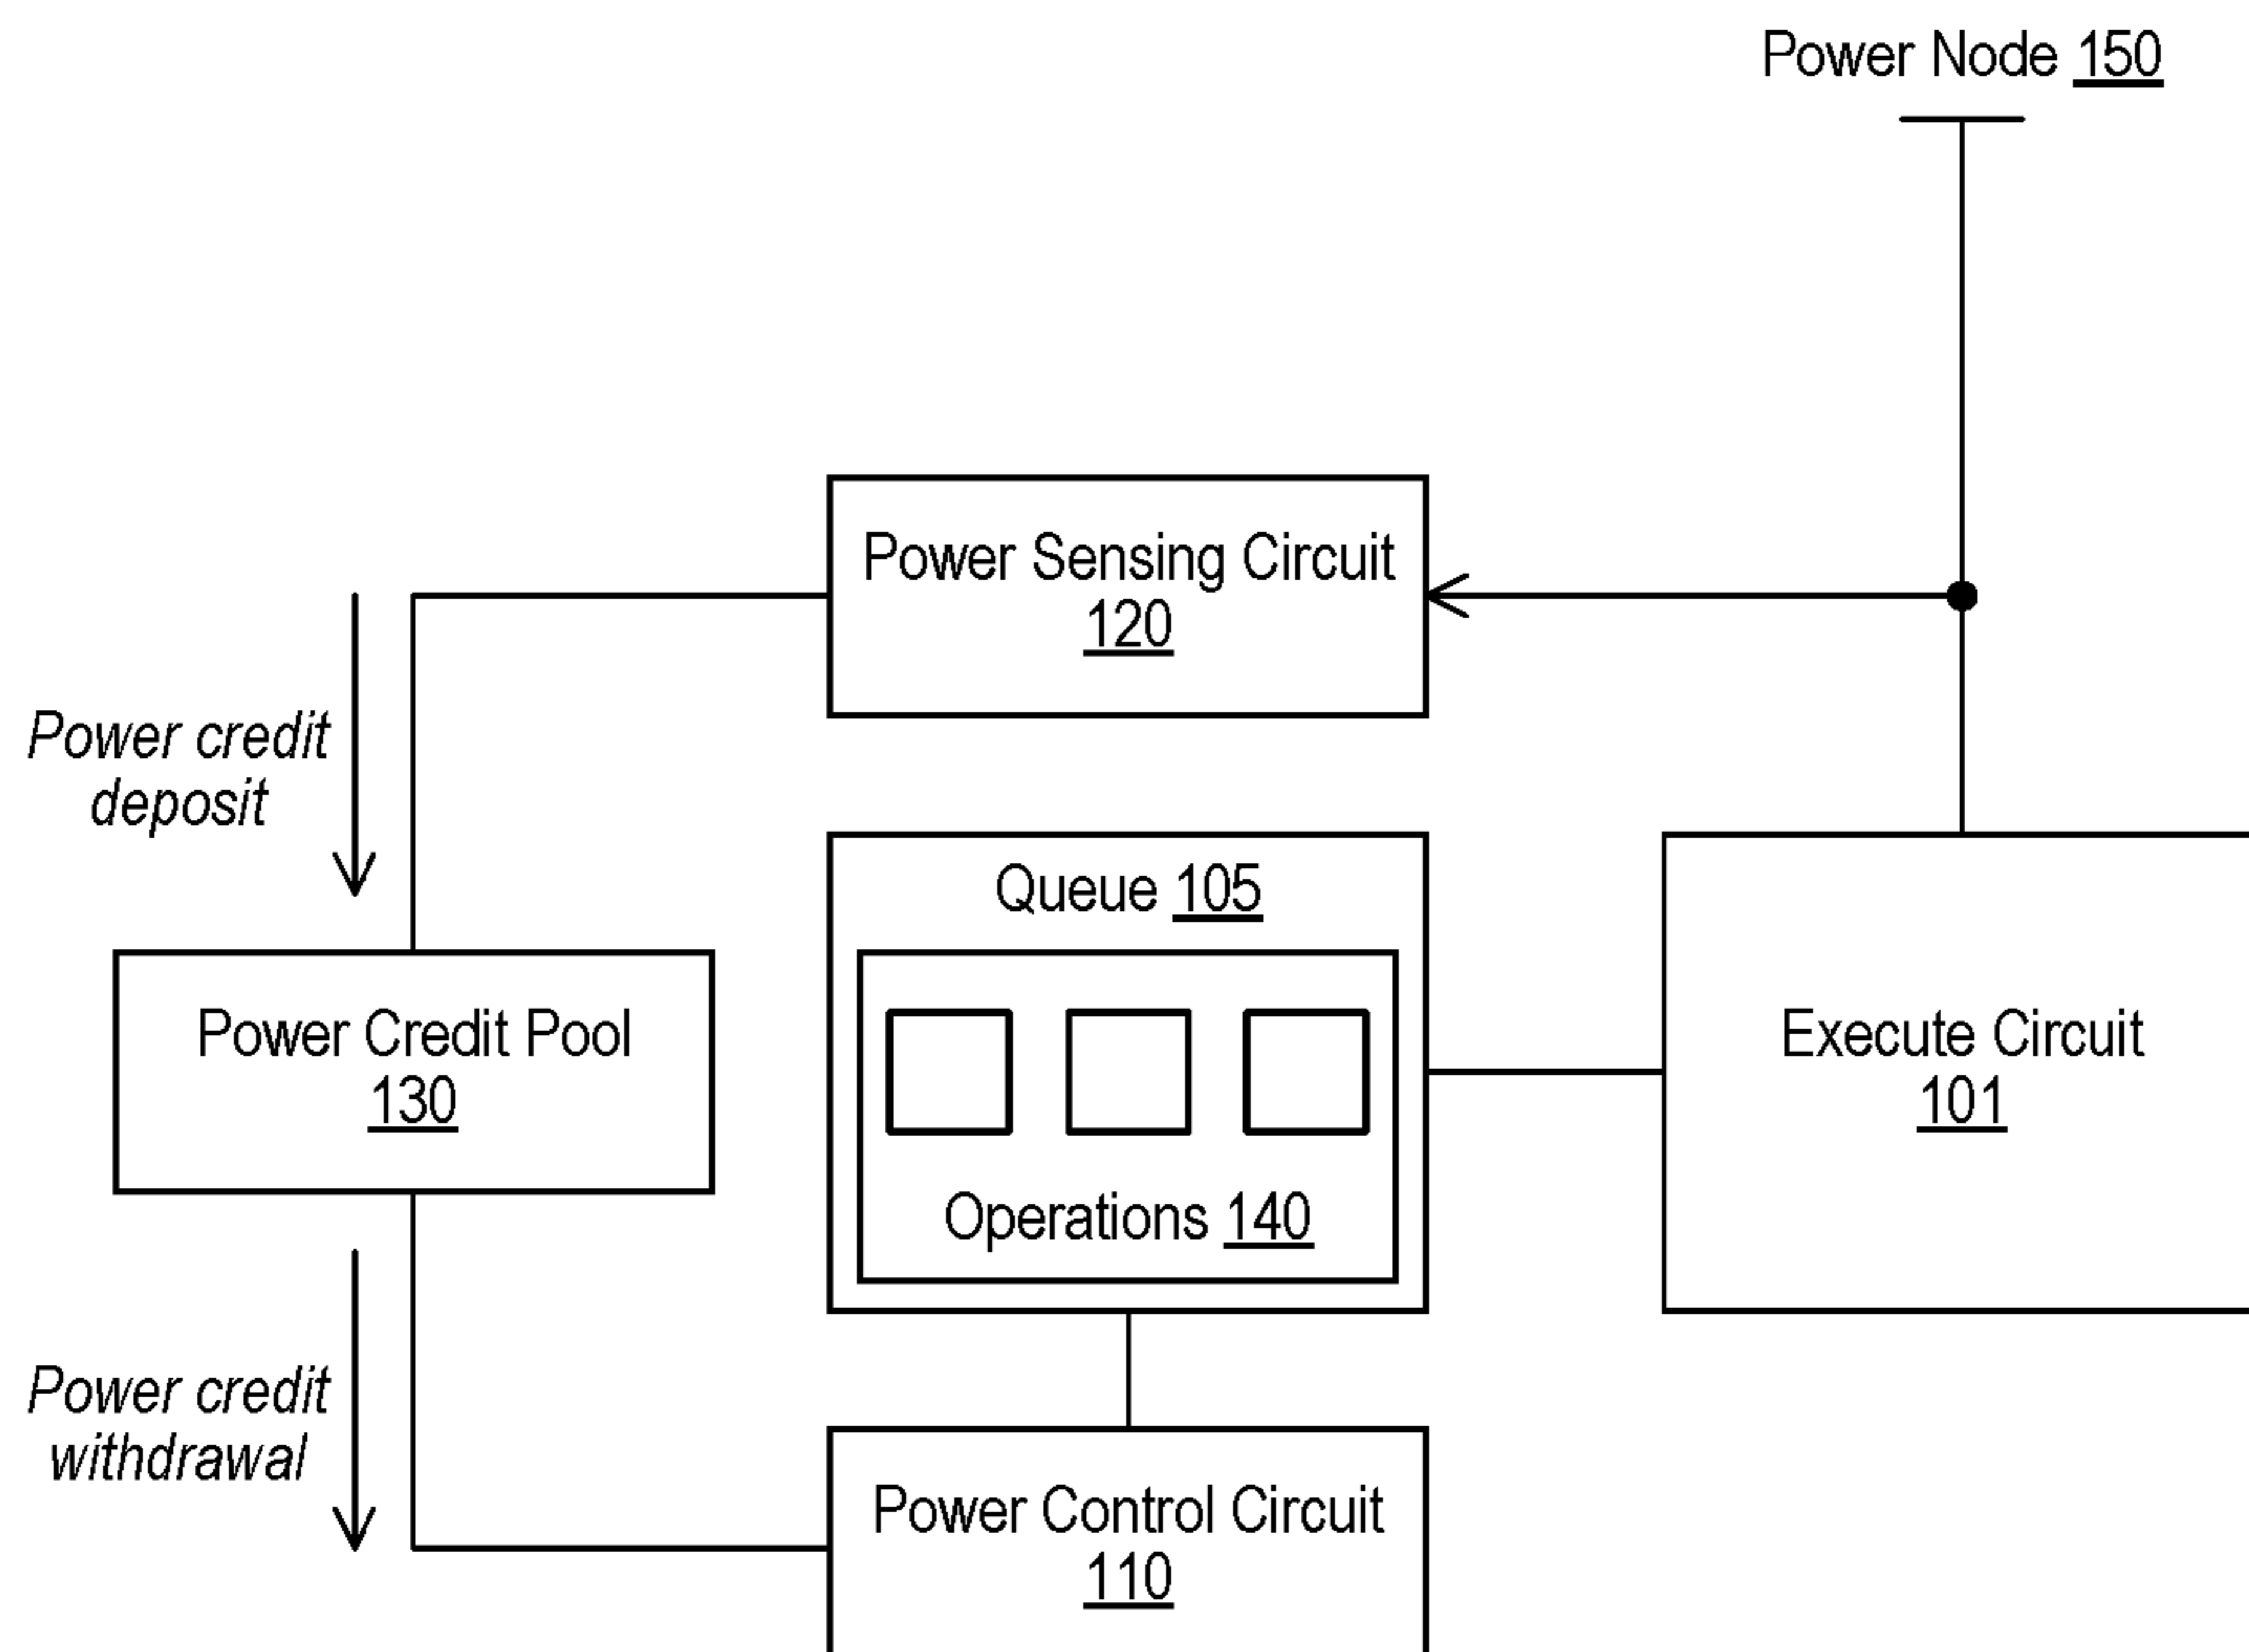 Power Node 150
Power Sensing Circuit
120
Power credit
deposit
Queue 105
Power Credit Pool
130
Execute Circuit
101
Operations 140
Power credit
withdrawal
Power Control Circuit
110